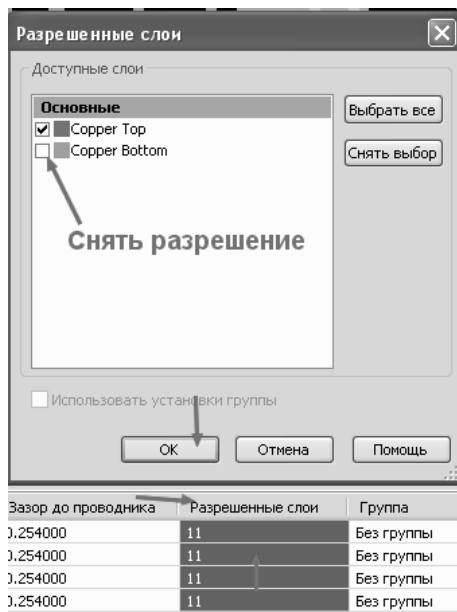 Разрешенные слои
Доступные слои
Основные
Copper Top
Copper Bottom
Выбрать все
Снять выбор
Снять разрешение
Использовать установки группы
OK
Отмена
Помощь
Зазор до проводника Разрешенные слои Группа
0.254000 11 Без группы
0.254000 11 Без группы
0.254000 11 Без группы
0.254000 11 Без группы